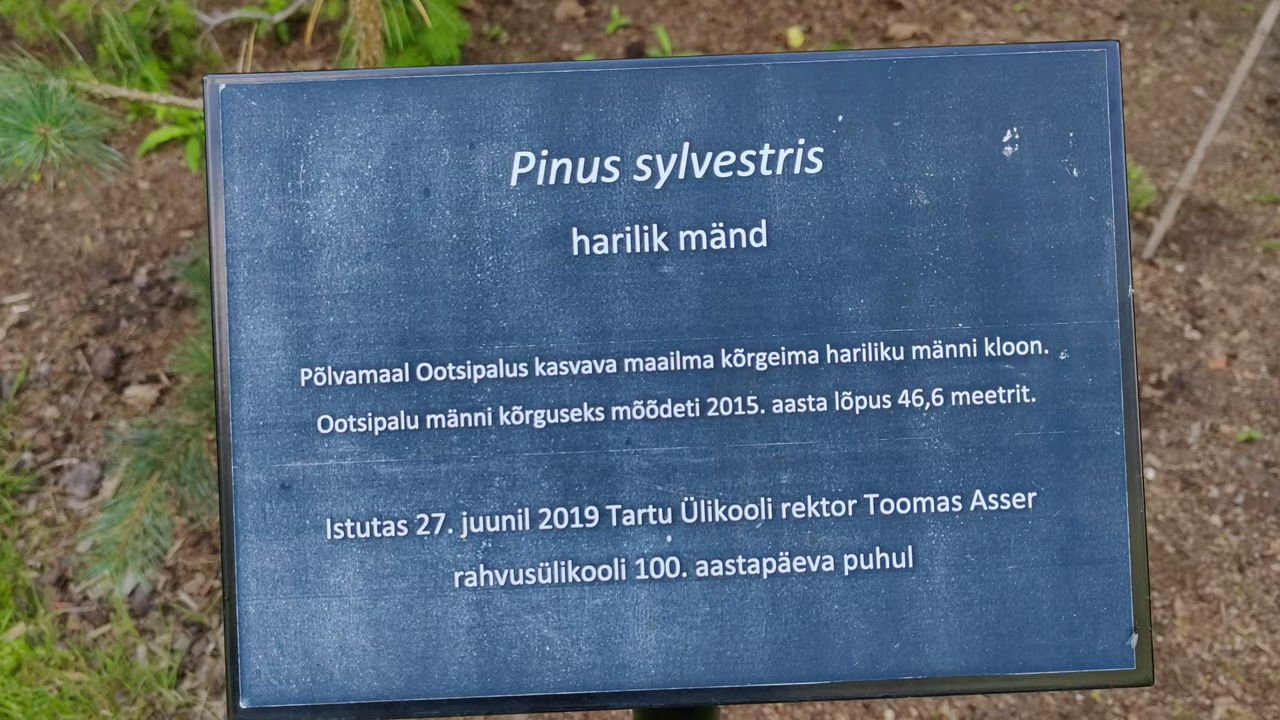 Pinus sylvestris
harilik mänd
Põlvamaal Ootsipalus kasvava maailma kõrgeima hariliku männi kloon.
Ootsipalu männi kõrguseks mõõdeti 2015. aasta lõpus 46,6 meetrit.
Istutas 27. juunil 2019 Tartu Ülikooli rektor Toomas Asser
rahvusülikooli 100. aastapäeva puhul